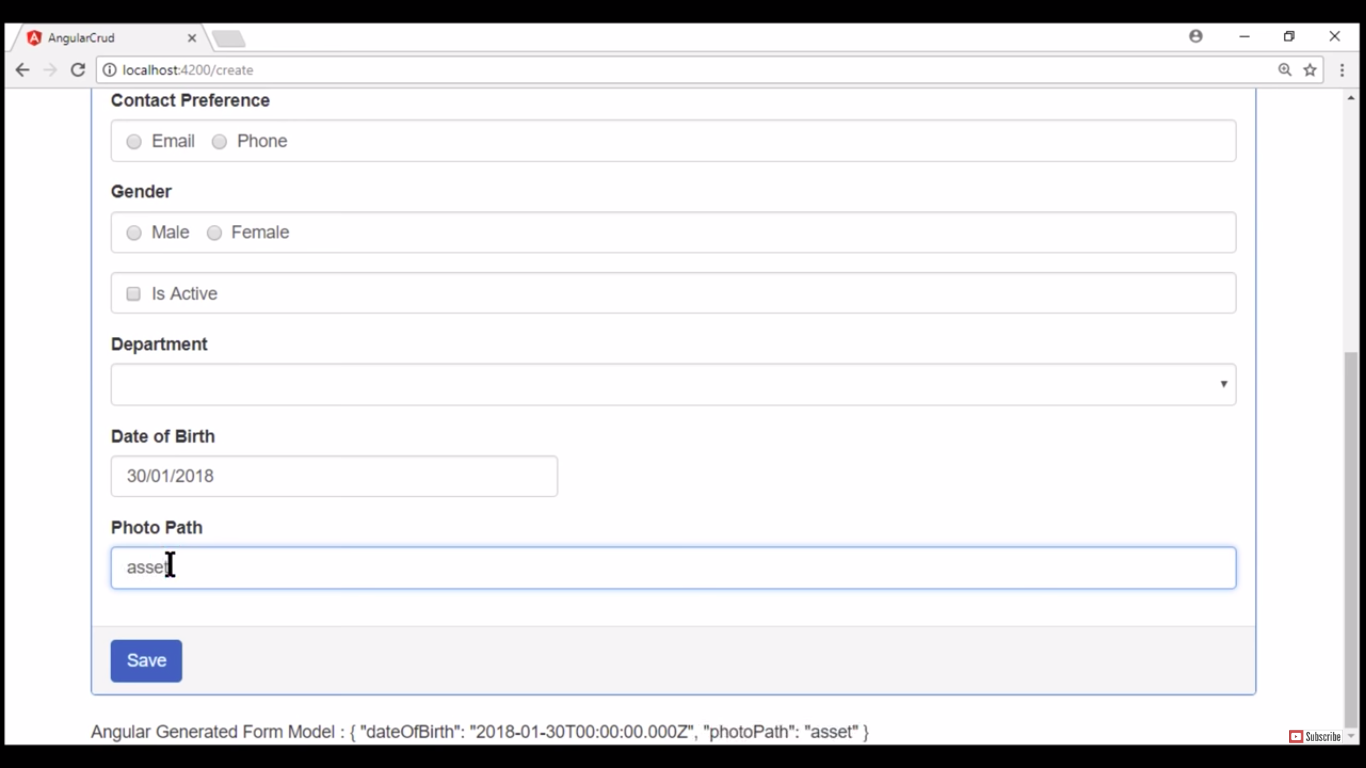 AngularCrud
localhost:4200/create
Contact Preference
Email Phone
Gender
Male Female
Is Active
Department
Date of Birth
30/01/2018
Photo Path
asset
Save
Angular Generated Form Model : { "dateOfBirth": "2018-01-30T00:00:00.000Z", "photoPath": "asset" }
Subscribe